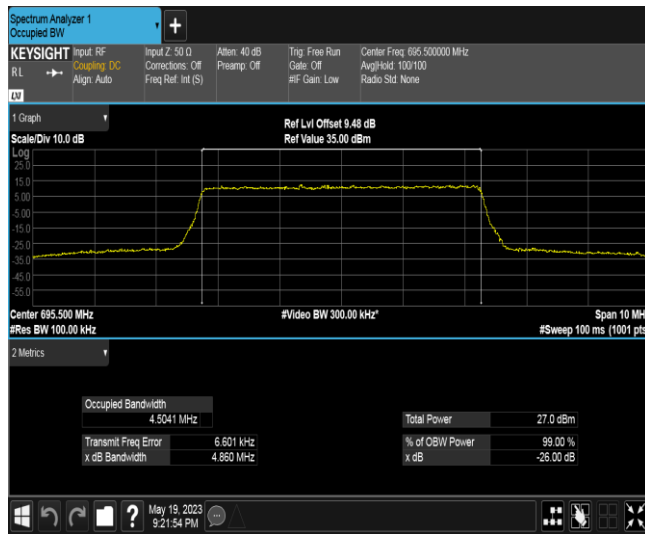 Spectrum Analyzer 1
Occupied BW
+
KEYSIGHT
RL
LXI
Input: RF
Coupling: DC
Align: Auto
Input Z: 50 Ω
Corrections: Off
Freq Ref: Int (S)
Atten: 40 dB
Preamp: Off
Trig: Free Run
Gate: Off
#IF Gain: Low
Center Freq: 695.500000 MHz
Avg|Hold: 100/100
Radio Std: None
1 Graph
Scale/Div 10.0 dB
Ref Lvl Offset 9.48 dB
Ref Value 35.00 dBm
Log
25.0
15.0
5.00
-5.00
-15.0
-25.0
-35.0
-45.0
-55.0
Center 695.500 MHz
#Res BW 100.00 kHz
#Video BW 300.00 kHz*
Span 10 MH
#Sweep 100 ms (1001 pts
2 Metrics
Occupied Bandwidth
4.5041 MHz
Transmit Freq Error 6.601 kHz
x dB Bandwidth 4.860 MHz
Total Power 27.0 dBm
% of OBW Power 99.00 %
x dB -26.00 dB
?
May 19, 2023
9:21:54 PM